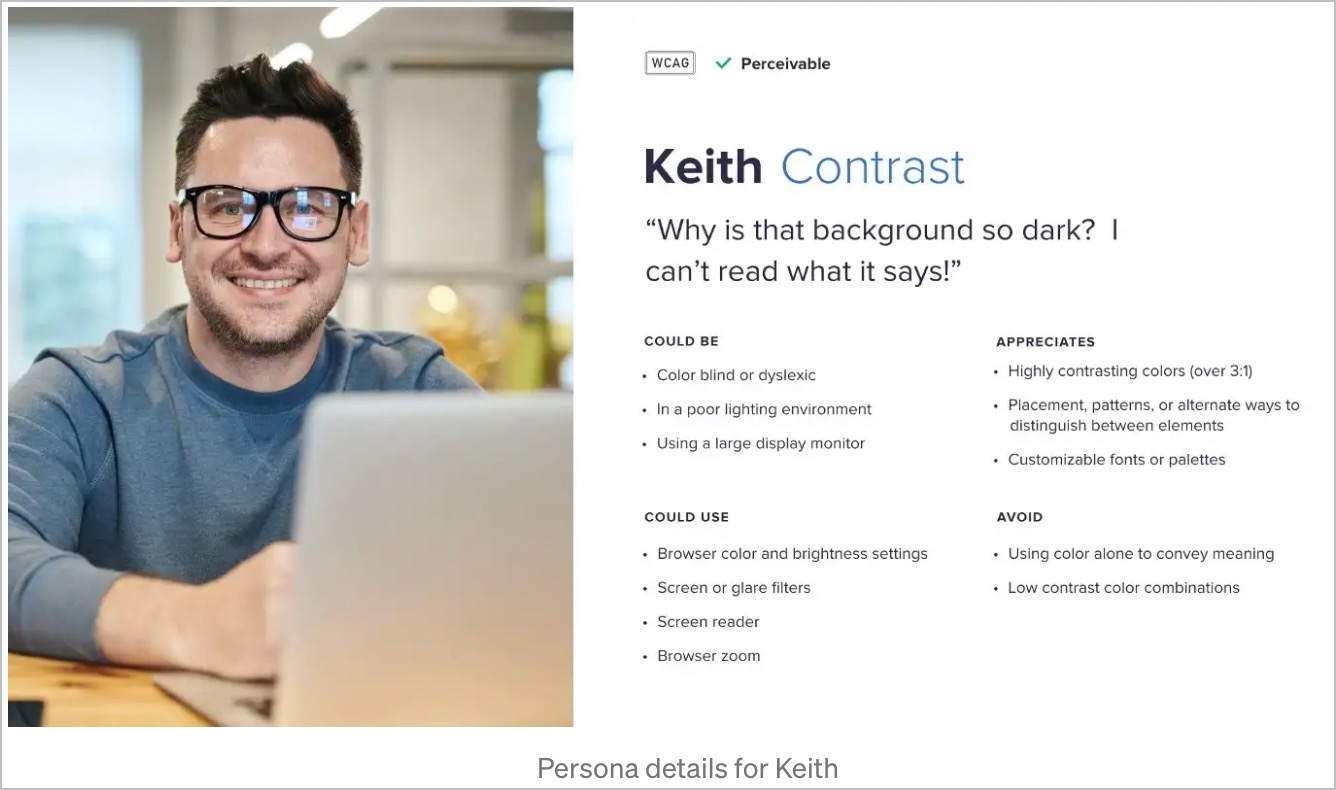 WCAG ✓ Perceivable
Keith Contrast
“Why is that background so dark?  I
can’t read what it says!”
COULD BE
• Color blind or dyslexic
• In a poor lighting environment
• Using a large display monitor
APPRECIATES
• Highly contrasting colors (over 3:1)
• Placement, patterns, or alternate ways to
distinguish between elements
• Customizable fonts or palettes
COULD USE
• Browser color and brightness settings
• Screen or glare filters
• Screen reader
• Browser zoom
AVOID
• Using color alone to convey meaning
• Low contrast color combinations
Persona details for Keith